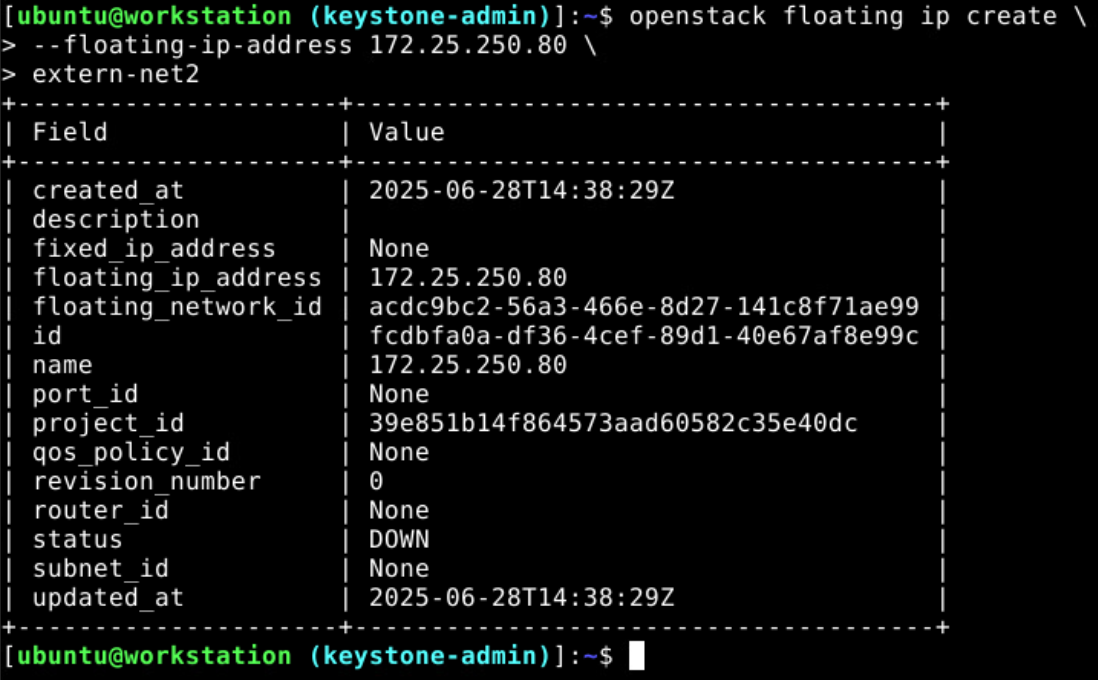 [ubuntu@workstation (keystone-admin)]:~$ openstack floating ip create \
> --floating-ip-address 172.25.250.80 \
> extern-net2
+---------------------+--------------------------------------+
| Field               | Value                                |
+---------------------+--------------------------------------+
| created_at          | 2025-06-28T14:38:29Z                 |
| description         |                                      |
| fixed_ip_address    | None                                 |
| floating_ip_address | 172.25.250.80                        |
| floating_network_id | acdc9bc2-56a3-466e-8d27-141c8f71ae99 |
| id                  | fcdbfa0a-df36-4cef-89d1-40e67af8e99c |
| name                | 172.25.250.80                        |
| port_id             | None                                 |
| project_id          | 39e851b14f864573aad60582c35e40dc     |
| qos_policy_id       | None                                 |
| revision_number     | 0                                    |
| router_id           | None                                 |
| status              | DOWN                                 |
| subnet_id           | None                                 |
| updated_at          | 2025-06-28T14:38:29Z                 |
+---------------------+--------------------------------------+
[ubuntu@workstation (keystone-admin)]:~$